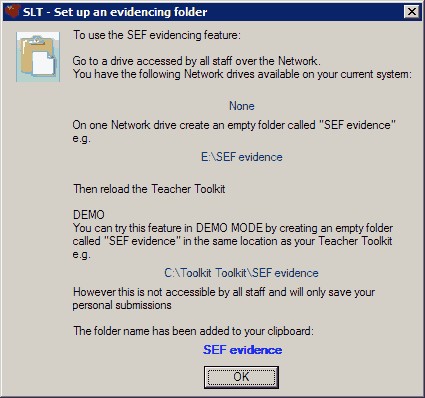 SLT - Set up an evidencing folder
To use the SEF evidencing feature:
Go to a drive accessed by all staff over the Network.
You have the following Network drives available on your current system:
None
On one Network drive create an empty folder called "SEF evidence"
e.g.
E:\SEF evidence
Then reload the Teacher Toolkit
DEMO
You can try this feature in DEMO MODE by creating an empty folder
called "SEF evidence" in the same location as your Teacher Toolkit
e.g.
C:\Toolkit Toolkit\SEF evidence
However this is not accessible by all staff and will only save your
personal submissions
The folder name has been added to your clipboard:
SEF evidence
OK